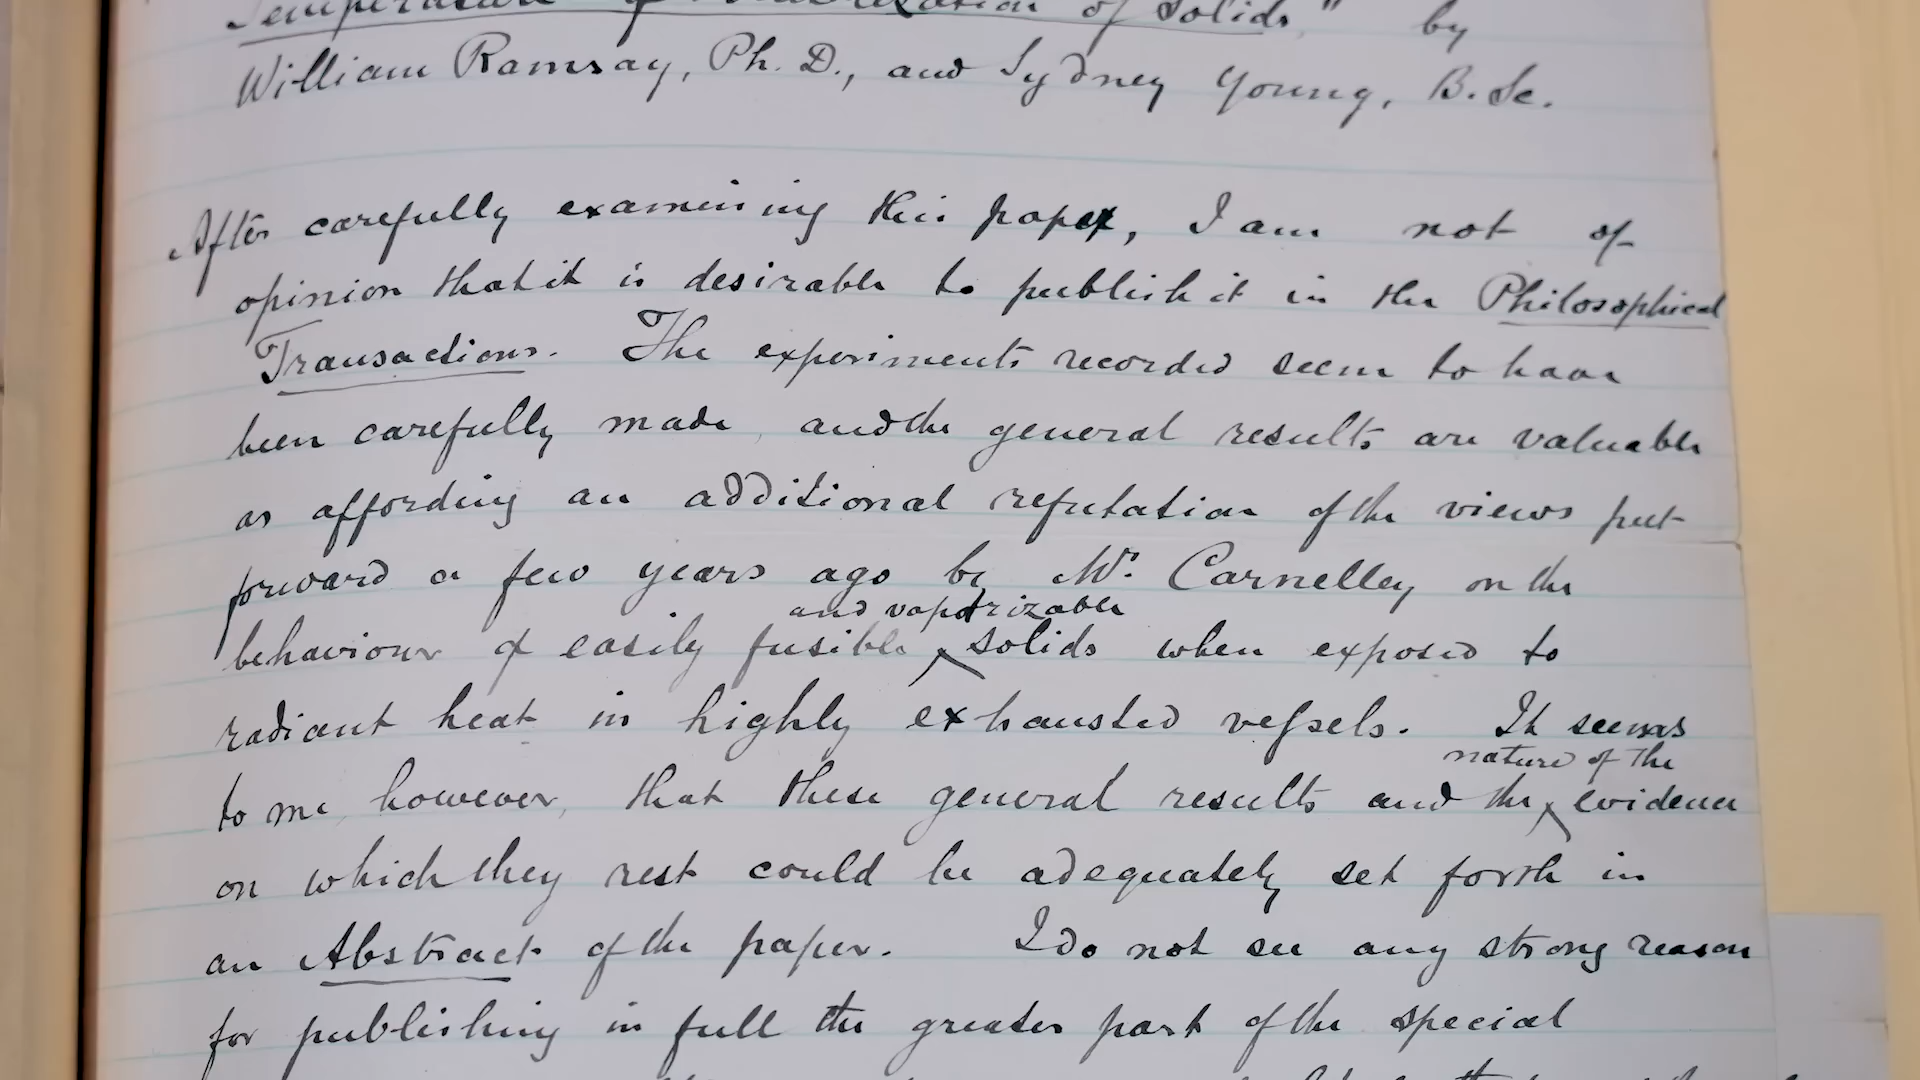 Temperature of Volatilization of Solids," by
William Ramsay, Ph. D., and Sydney Young, B. Sc.
After carefully examining this paper, I am not of
opinion that it is desirable to publish it in the Philosophical
Transactions. The experiments recorded seem to have
been carefully made, and the general results are valuable
as affording an additional refutation of the views put
forward a few years ago by Mr. Carnelley on the
and vaporizable
behaviour of easily fusible solids when exposed to
radiant heat in highly exhausted vessels. It seems
nature of the
to me, however, that these general results and the evidence
on which they rest could be adequately set forth in
an Abstract of the paper. I do not see any strong reason
for publishing in full the greater part of the special